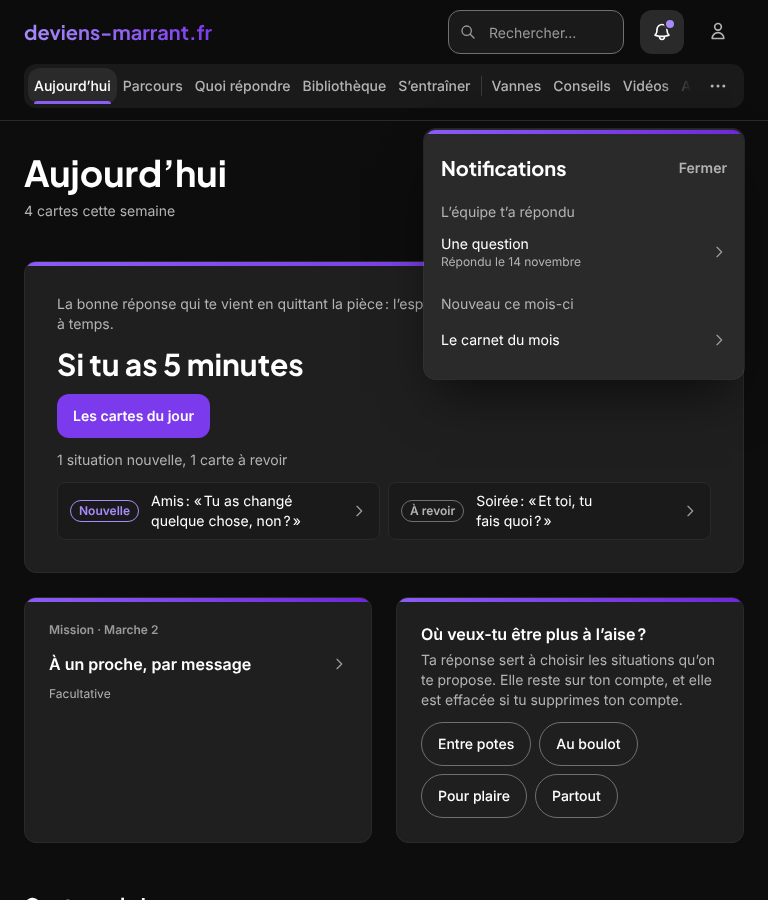 deviens-marrant.fr
Rechercher…
Aujourd’hui Parcours Quoi répondre Bibliothèque S’entraîner Vannes Conseils Vidéos
Aujourd’hui
4 cartes cette semaine
Notifications
Fermer
L’équipe t’a répondu
Une question
Répondu le 14 novembre
Nouveau ce mois-ci
Le carnet du mois
La bonne réponse qui te vient en quittant la pièce : l’esp
à temps.
Si tu as 5 minutes
Les cartes du jour
1 situation nouvelle, 1 carte à revoir
Nouvelle
Amis : « Tu as changé
quelque chose, non ? »
À revoir
Soirée : « Et toi, tu
fais quoi ? »
Mission · Marche 2
À un proche, par message
Facultative
Où veux-tu être plus à l’aise ?
Ta réponse sert à choisir les situations qu’on
te propose. Elle reste sur ton compte, et elle
est effacée si tu supprimes ton compte.
Entre potes
Au boulot
Pour plaire
Partout